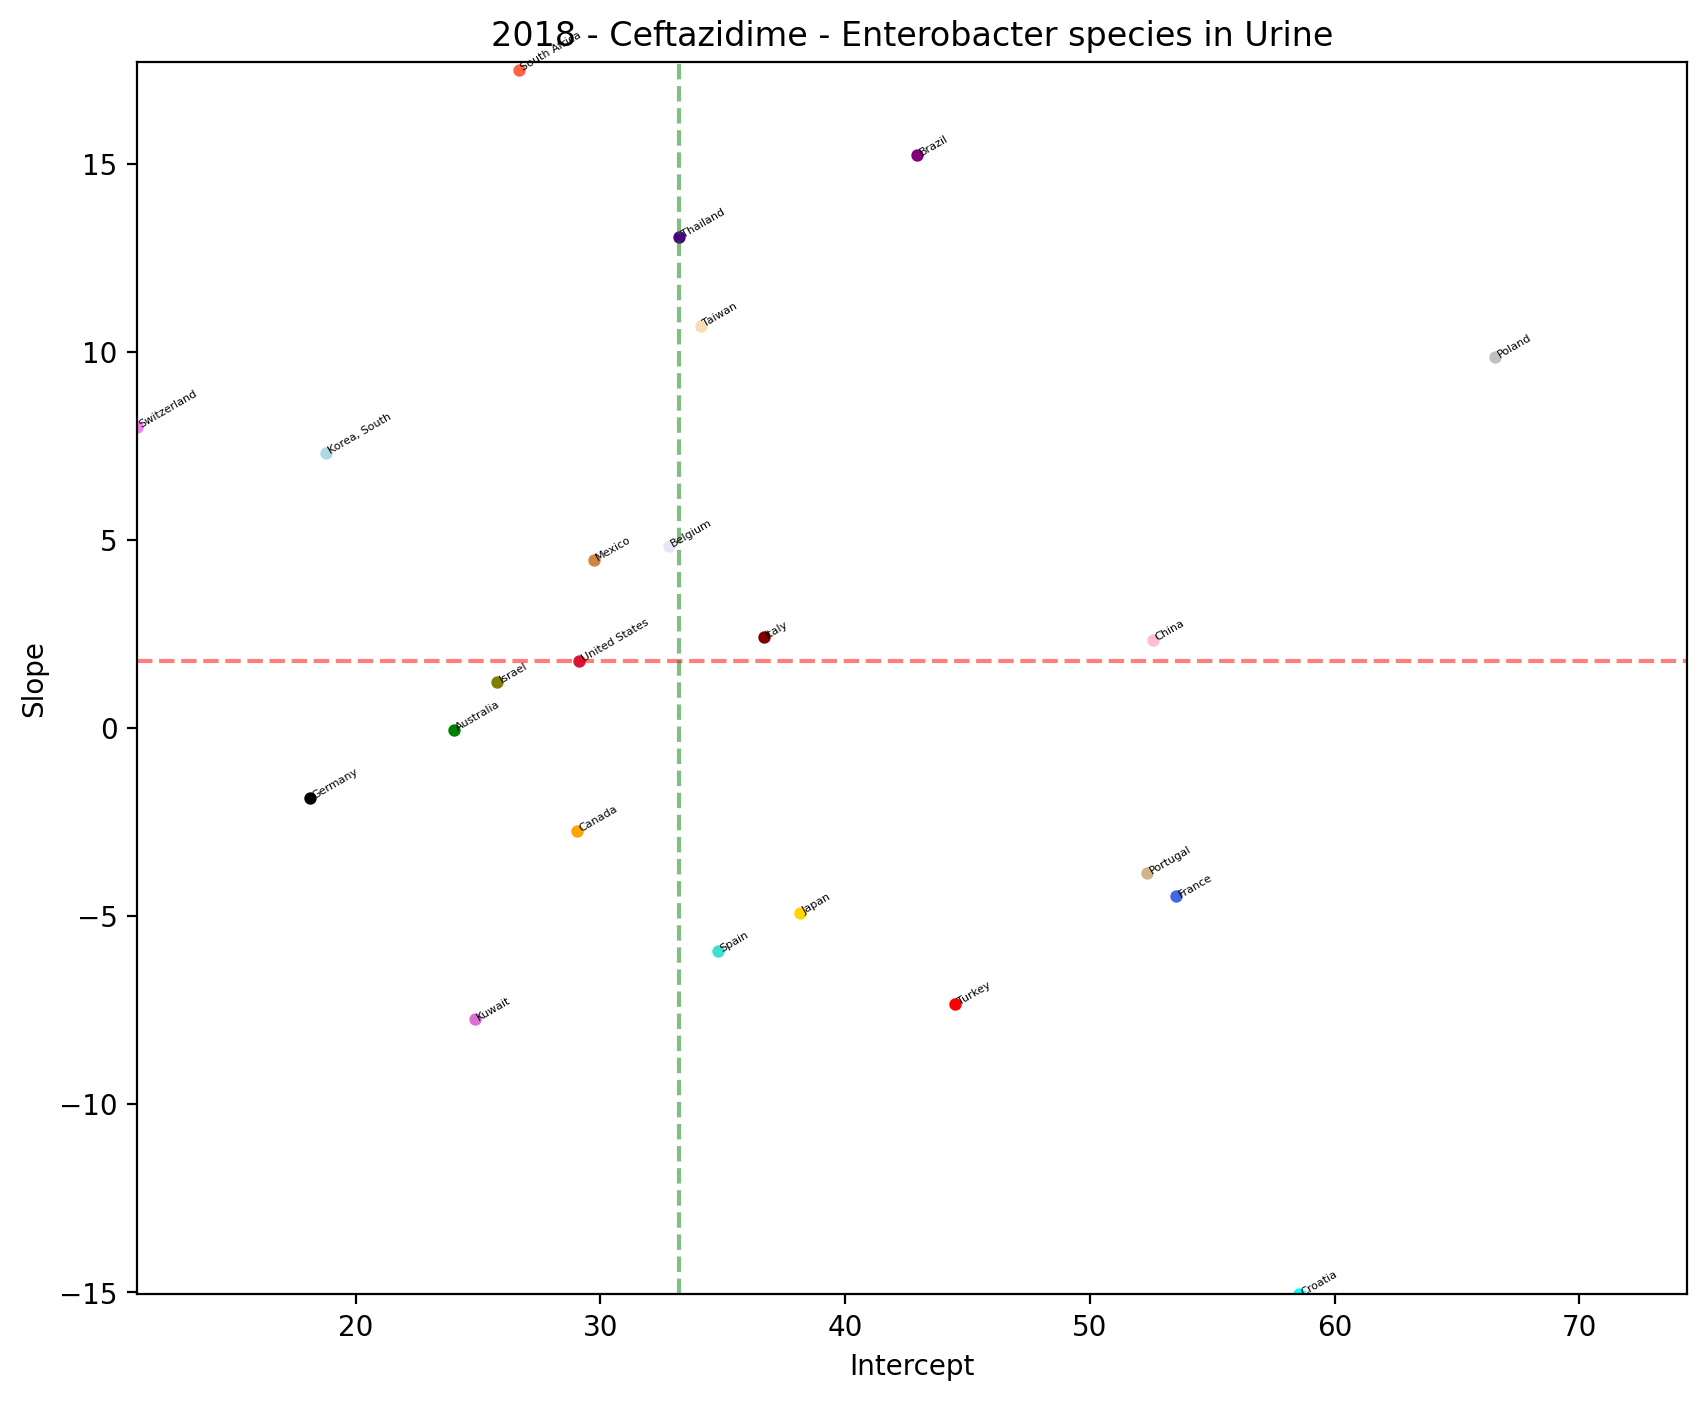 2018 - Ceftazidime - Enterobacter species in Urine
South Africa
Brazil
Thailand
Taiwan
Poland
Switzerland
Korea, South
Belgium
Mexico
United States
Italy
China
Israel
Australia
Germany
Canada
Portugal
France
Japan
Spain
Turkey
Kuwait
Croatia
15
10
5
0
−5
−10
−15
Slope
20
30
40
50
60
70
Intercept